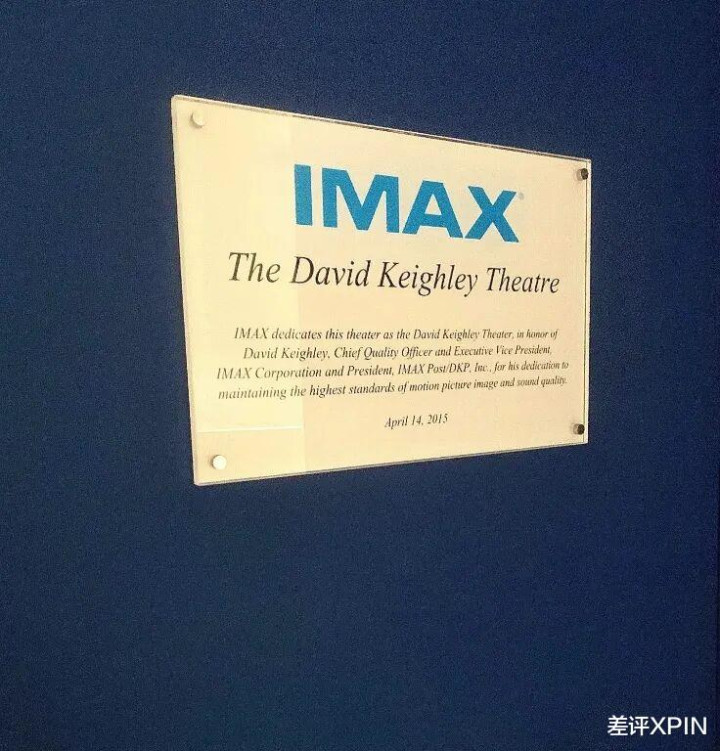 IMAX®
The David Keighley Theatre
IMAX dedicates this theater as the David Keighley Theater, in honor of
David Keighley, Chief Quality Officer and Executive Vice President,
IMAX Corporation and President, IMAX Post/DKP, Inc., for his dedication to
maintaining the highest standards of motion picture image and sound quality.
April 14, 2015
差评XPIN